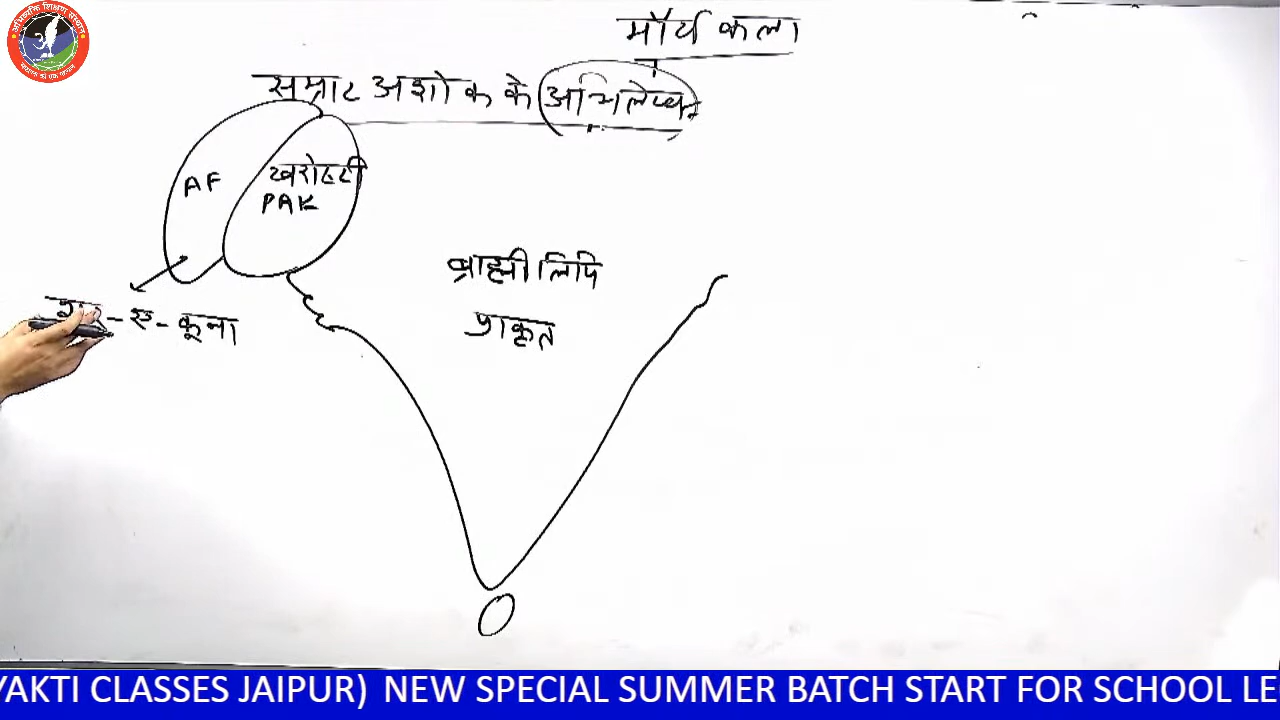 मौर्य कला
सम्राट अशोक के अभिलेख
AF
खरोष्टी
PAK
ब्राह्मी लिपि
प्राकृत
- ए - कूना
YAKTI CLASSES JAIPUR) NEW SPECIAL SUMMER BATCH START FOR SCHOOL LE